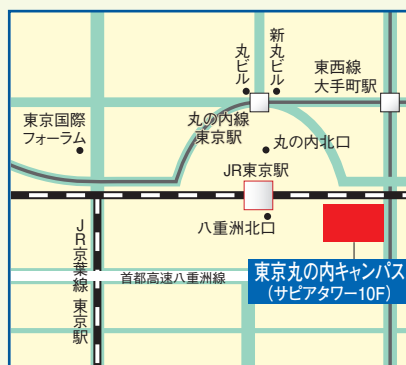 丸ビル
新丸ビル
東西線
大手町駅
東京国際
フォーラム
丸の内線
東京駅
丸の内北口
JR東京駅
八重洲北口
JR京葉線 東京駅
首都高速八重洲線
東京丸の内キャンパス
(サピアタワー10F)